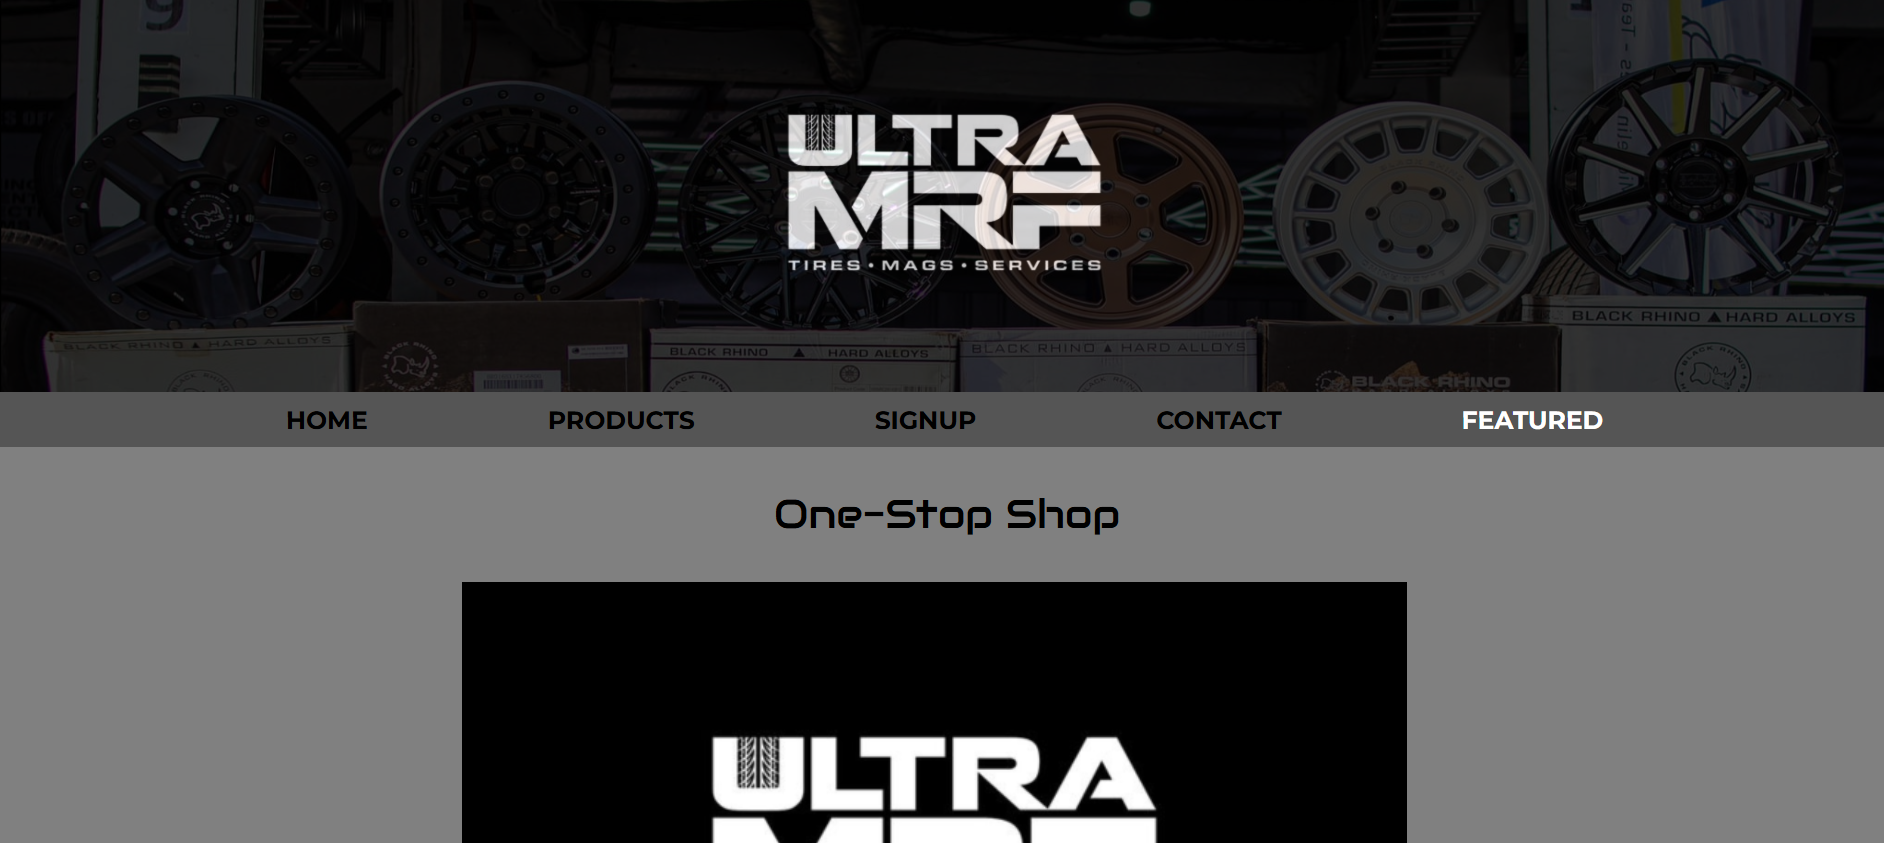 ULTRA
MRF
TIRES • MAGS • SERVICES
BLACK RHINO ▲ HARD ALLOYS
BLACK RHINO ▲ HARD ALLOYS
BLACK RHINO ▲ HARD ALLOYS
BLACK RHINO ▲ HARD ALLOYS
BLACK RHINO
HOME
PRODUCTS
SIGNUP
CONTACT
FEATURED
One-Stop Shop
ULTRA
MRF